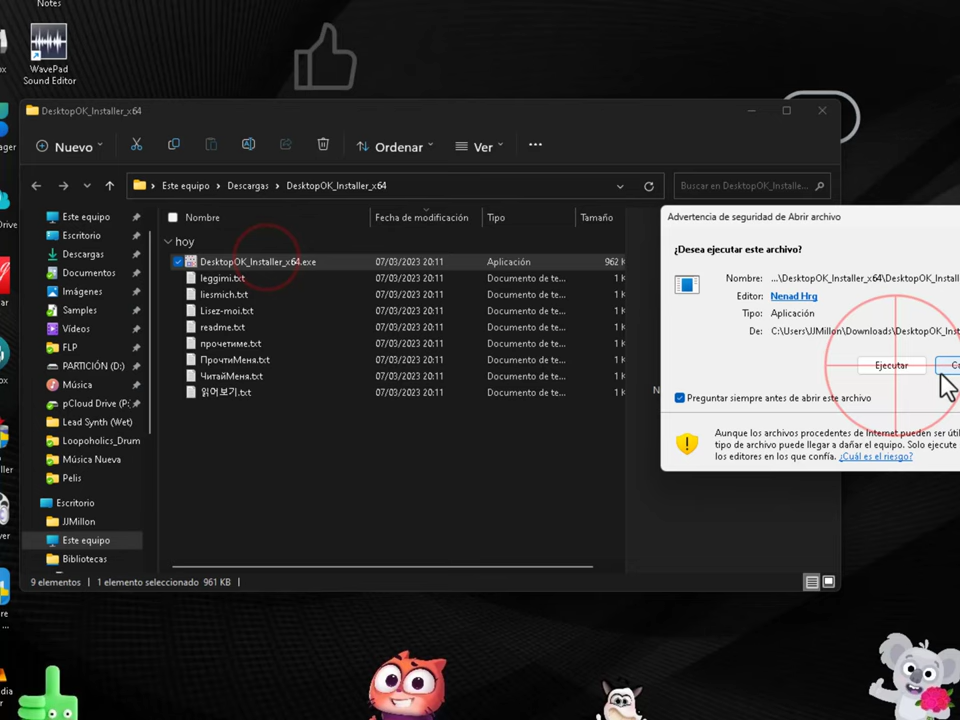 Notes
WavePad
Sound Editor
DesktopOK_Installer_x64
Nuevo
Ordenar
Ver
Este equipo
Descargas
DesktopOK_Installer_x64
Buscar en DesktopOK_Installe...
Este equipo
Escritorio
Descargas
Documentos
Imágenes
Samples
Vídeos
FLP
PARTICIÓN (D:)
Música
pCloud Drive (P:)
Lead Synth (Wet)
Loopoholics_Drum
Música Nueva
Pelis
Escritorio
JJMillon
Este equipo
Bibliotecas
Nombre Fecha de modificación Tipo Tamaño
hoy
DesktopOK_Installer_x64.exe 07/03/2023 20:11 Aplicación 962 K
leggimi.txt 07/03/2023 20:11 Documento de te... 1 K
liesmich.txt 07/03/2023 20:11 Documento de te... 1 K
Lisez-moi.txt 07/03/2023 20:11 Documento de te... 1 K
readme.txt 07/03/2023 20:11 Documento de te... 1 K
прочетиме.txt 07/03/2023 20:11 Documento de te... 1 K
ПрочтиМеня.txt 07/03/2023 20:11 Documento de te... 1 K
ЧитайМеня.txt 07/03/2023 20:11 Documento de te... 1 K
읽어보기.txt 07/03/2023 20:11 Documento de te... 1 K
9 elementos 1 elemento seleccionado 961 KB
Advertencia de seguridad de Abrir archivo
¿Desea ejecutar este archivo?
Nombre: ...\DesktopOK_Installer_x64\DesktopOK_Install
Editor: Nenad Hrg
Tipo: Aplicación
De: C:\Users\JJMillon\Downloads\DesktopOK_Inst
Ejecutar
Preguntar siempre antes de abrir este archivo
Aunque los archivos procedentes de Internet pueden ser útil
tipo de archivo puede llegar a dañar el equipo. Solo ejecute
los editores en los que confía. ¿Cuál es el riesgo?